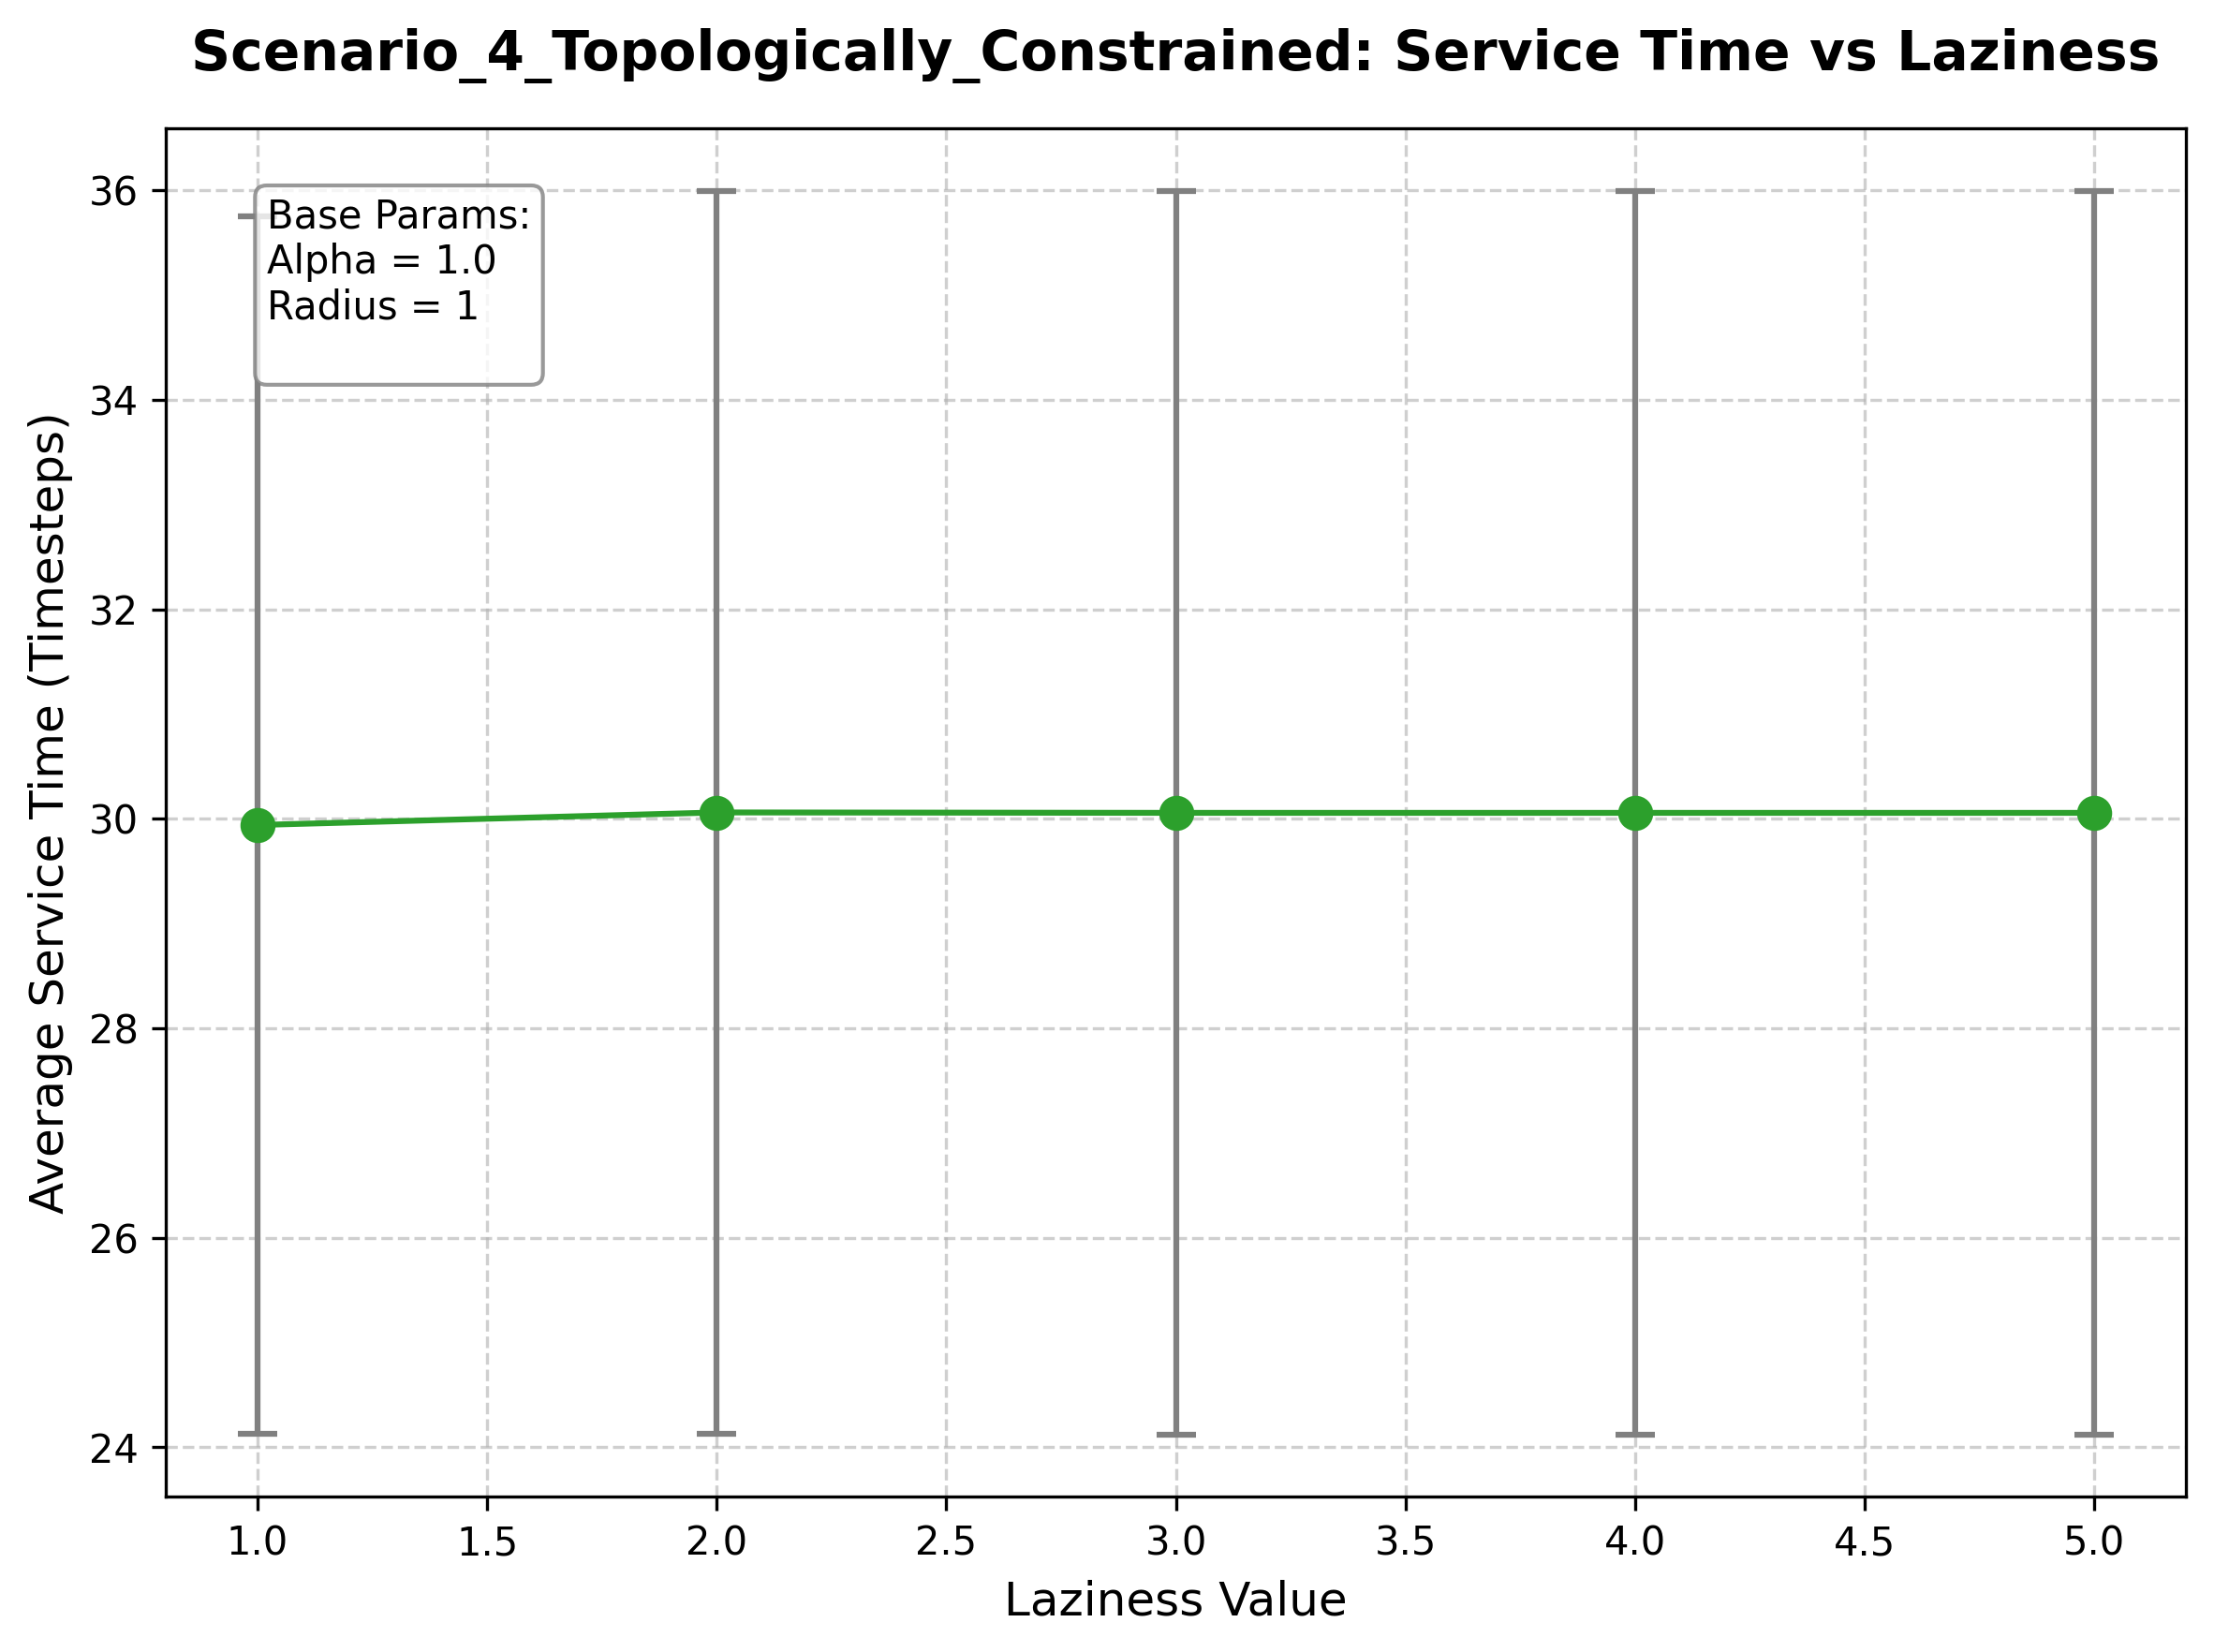 Scenario_4_Topologically_Constrained: Service Time vs Laziness
Base Params:
Alpha = 1.0
Radius = 1
Average Service Time (Timesteps)
36
34
32
30
28
26
24
1.0 1.5 2.0 2.5 3.0 3.5 4.0 4.5 5.0
Laziness Value